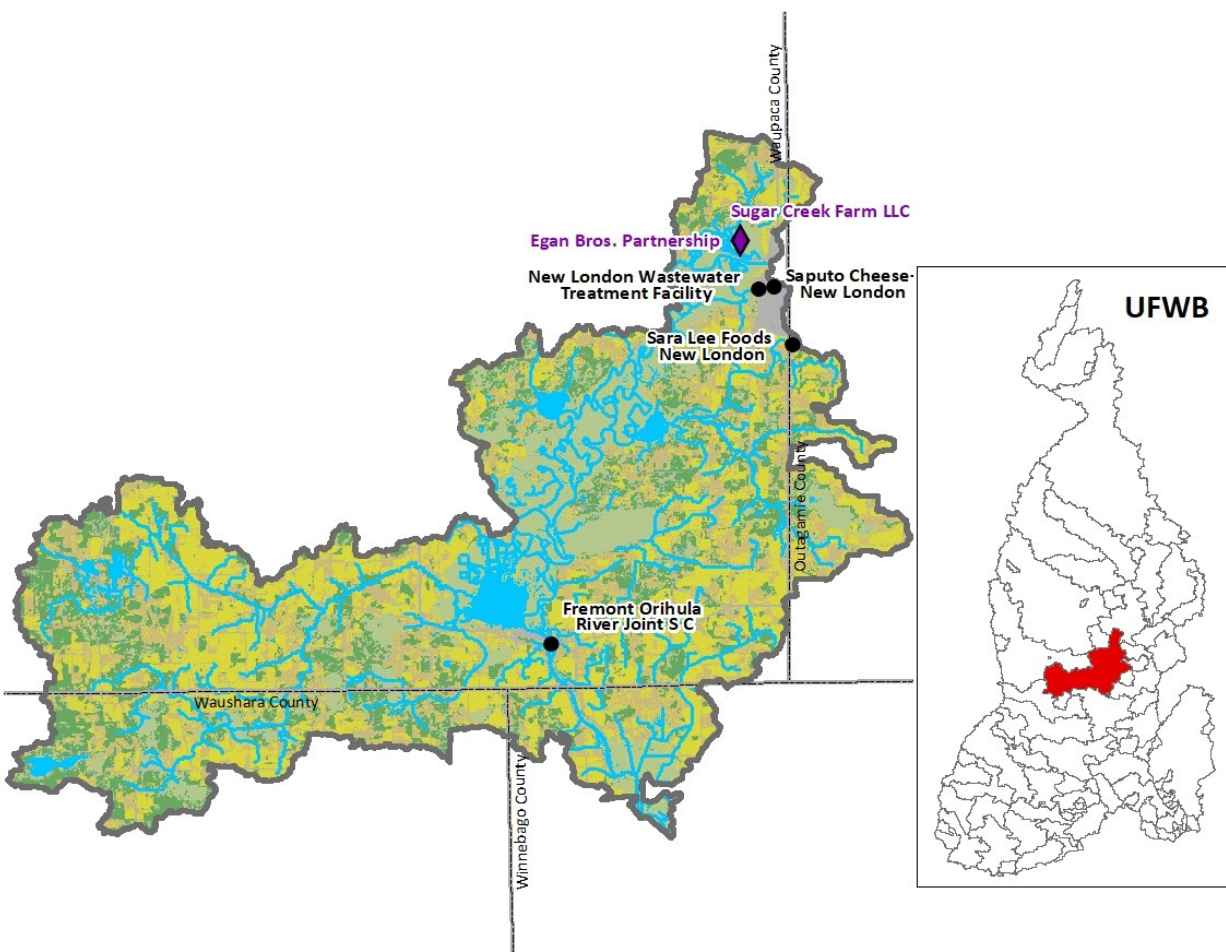 Waupaca County
Sugar Creek Farm LLC
Egan Bros. Partnership
New London Wastewater
Treatment Facility
Saputo Cheese-
New London
Sara Lee Foods
New London
UFWB
Outagamie County
Fremont Orihula
River Joint S C
Waushara County
Winnebago County